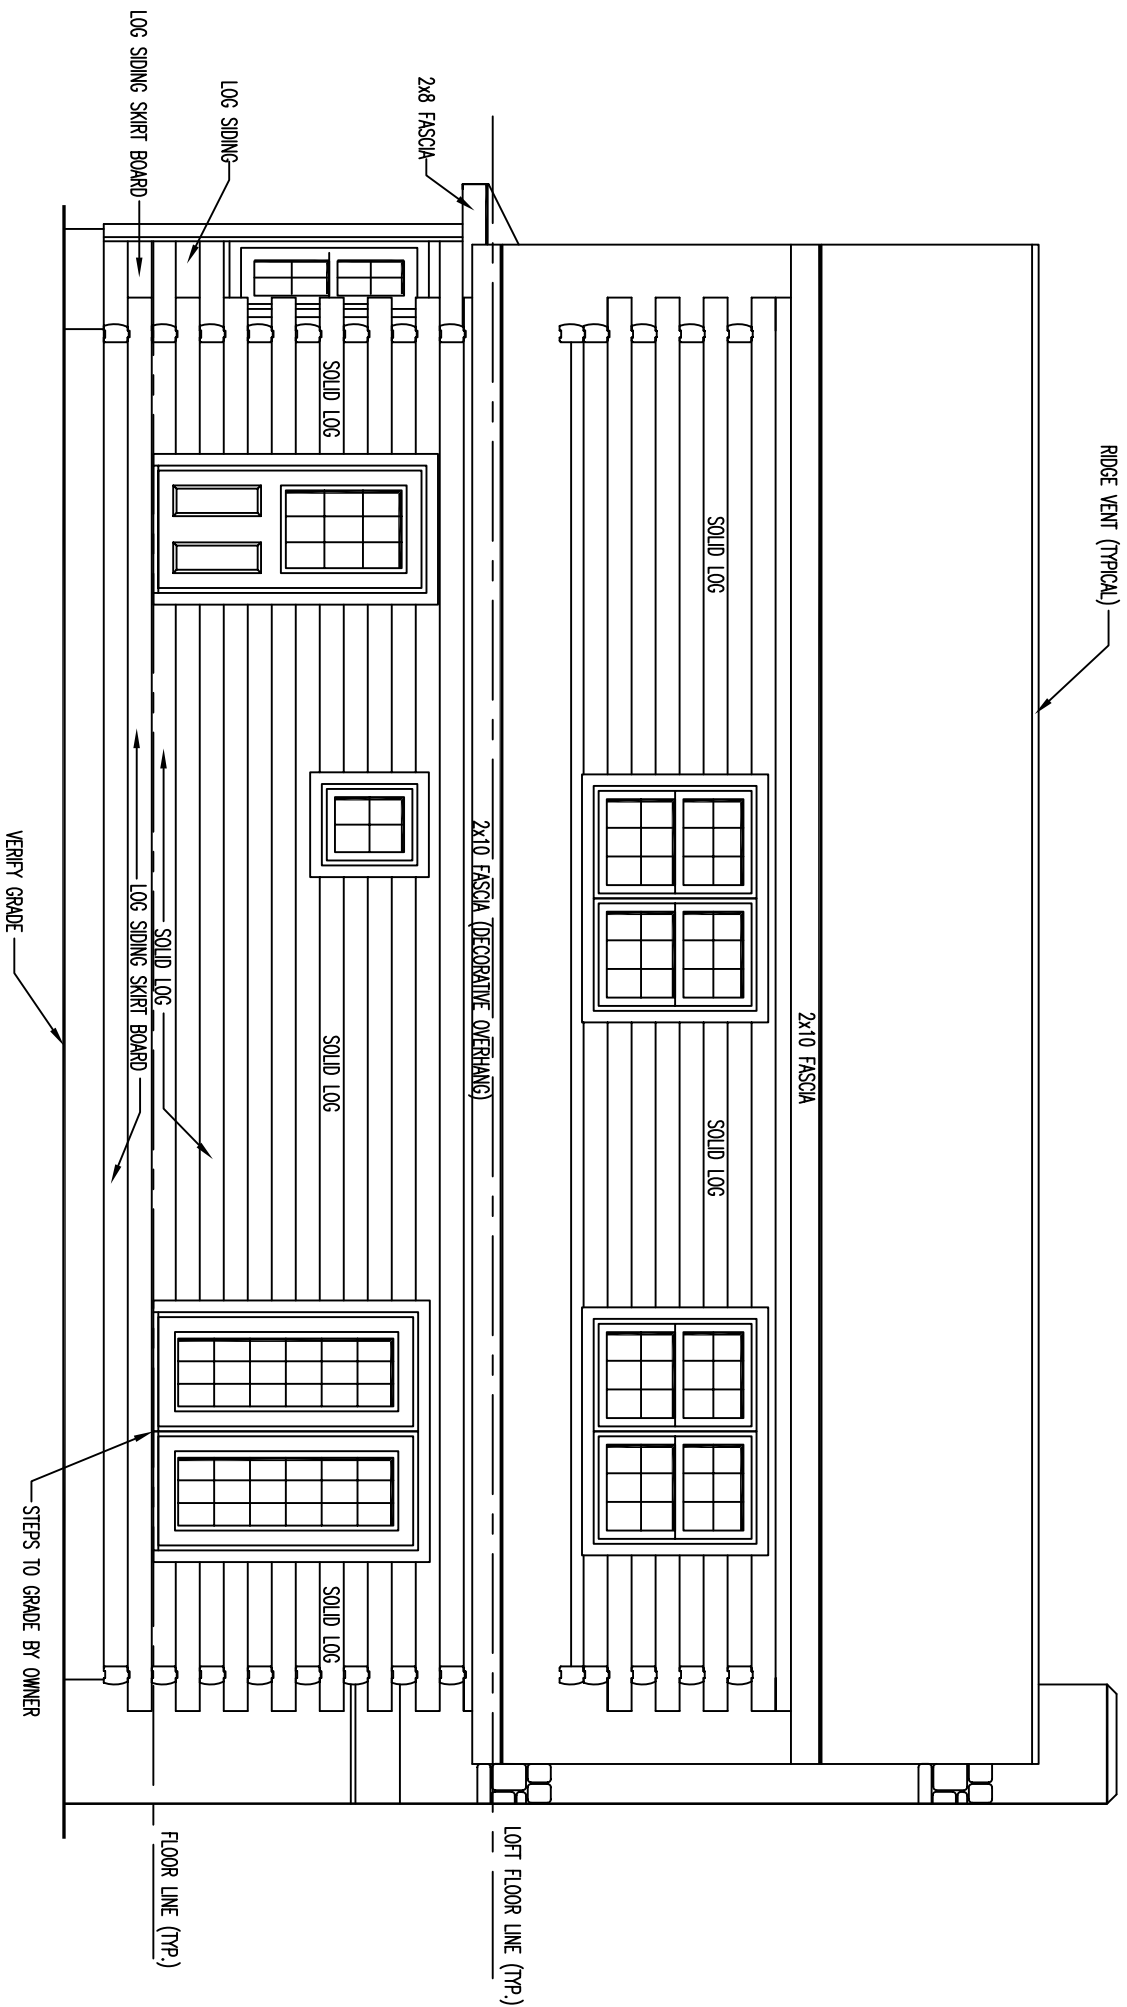 RIDGE VENT (TYPICAL)
2x10 FASCIA
SOLID LOG
SOLID LOG
LOFT FLOOR LINE (TYP.)
2x10 FASCIA (DECORATIVE OVERHANG)
2x8 FASCIA
SOLID LOG
SOLID LOG
SOLID LOG
LOG SIDING
SOLID LOG
FLOOR LINE (TYP.)
LOG SIDING SKIRT BOARD
LOG SIDING SKIRT BOARD
STEPS TO GRADE BY OWNER
VERIFY GRADE